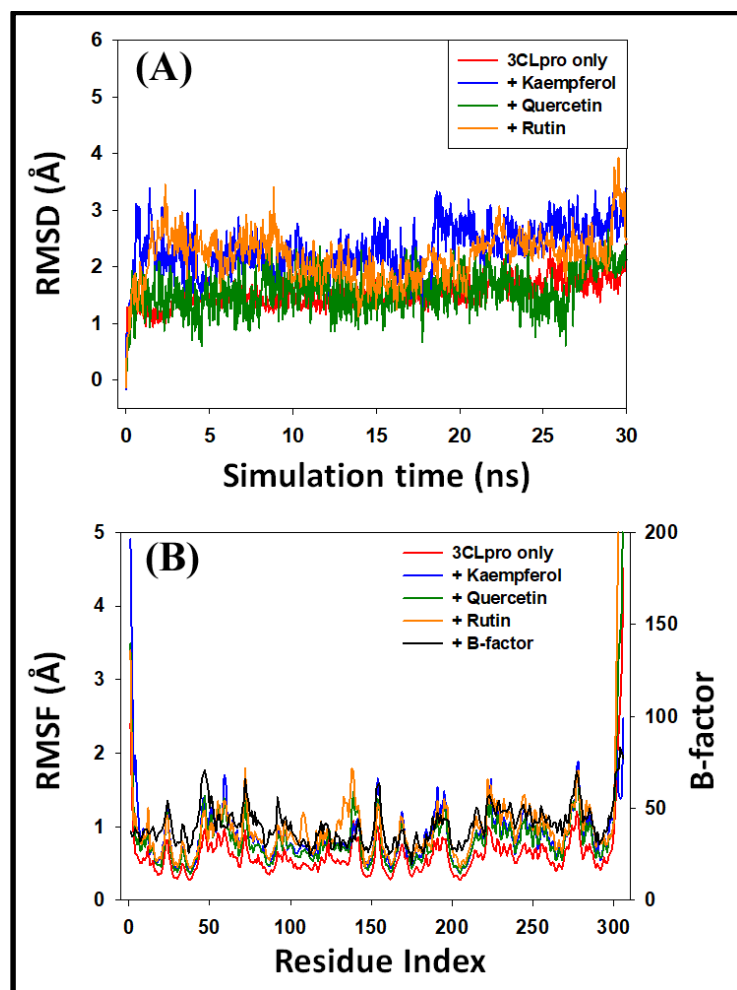 (A)
3CLpro only
+ Kaempferol
+ Quercetin
+ Rutin
RMSD (Å)
6
5
4
3
2
1
0
0 5 10 15 20 25 30
Simulation time (ns)
(B)
3CLpro only
+ Kaempferol
+ Quercetin
+ Rutin
+ B-factor
RMSF (Å)
5
4
3
2
1
0
B-factor
200
150
100
50
0
0 50 100 150 200 250 300
Residue Index